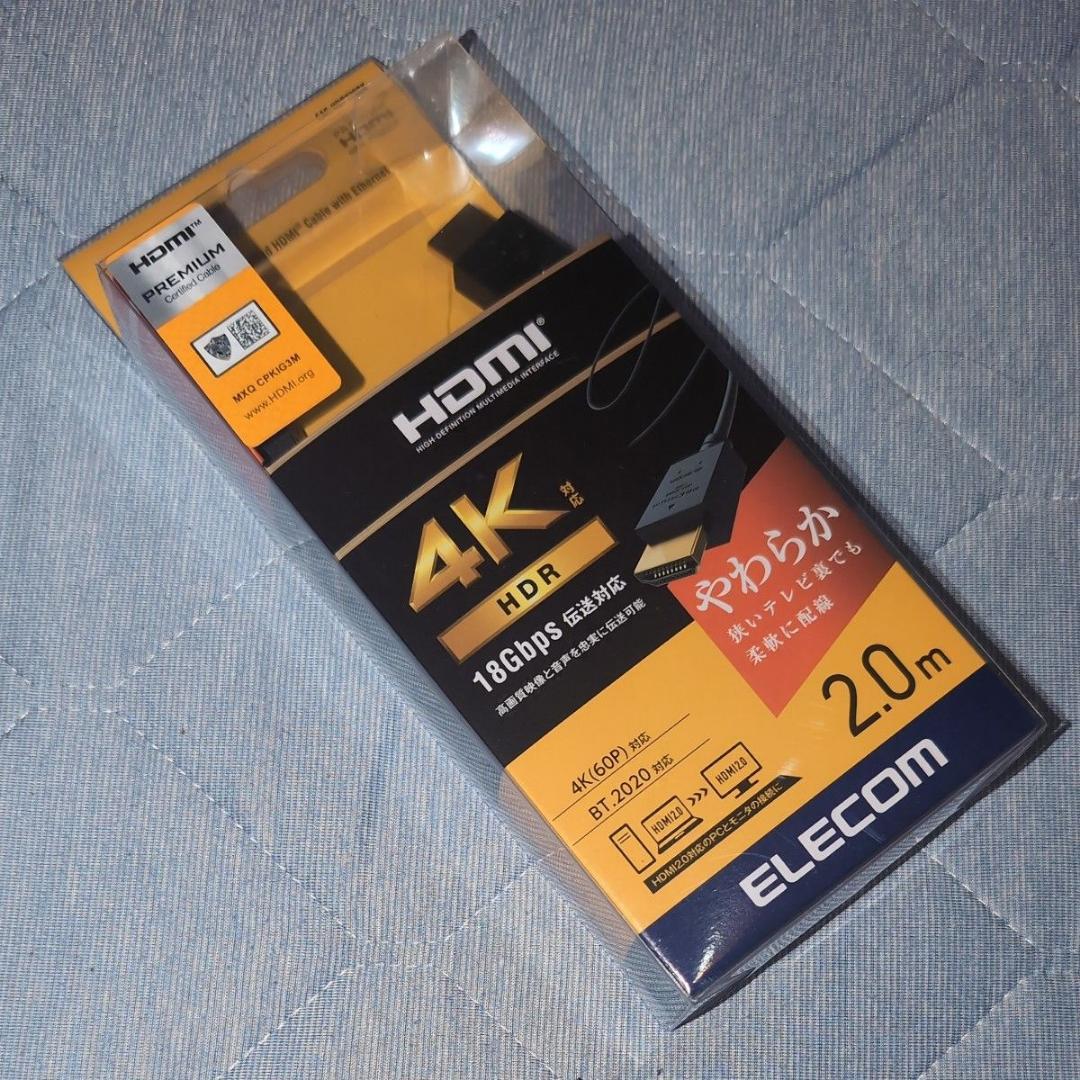 HDMI™
PREMIUM
Certified Cable
MXQ CPKIG3M
www.HDMI.org
HDMI® Cable with Ethernet
HDMI®
HIGH-DEFINITION MULTIMEDIA INTERFACE
4K 対応
HDR
18Gbps 伝送対応
高画質映像と音声を忠実に伝送可能
やわらか
狭いテレビ裏でも
柔軟に配線
2.0m
4K(60P) 対応
BT.2020 対応
HDMI2.0
HDMI2.0
HDMI2.0対応のPCとモニタの接続に
ELECOM